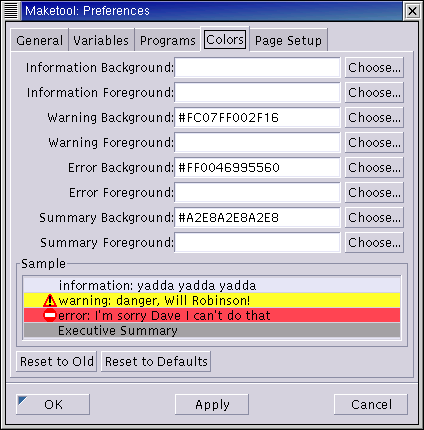 Maketool: Preferences
General Variables Programs Colors Page Setup
Information Background: Choose...
Information Foreground: Choose...
Warning Background: #FC07FF002F16 Choose...
Warning Foreground: Choose...
Error Background: #FF0046995560 Choose...
Error Foreground: Choose...
Summary Background: #A2E8A2E8A2E8 Choose...
Summary Foreground: Choose...
Sample
information: yadda yadda yadda
warning: danger, Will Robinson!
error: I'm sorry Dave I can't do that
Executive Summary
Reset to Old Reset to Defaults
OK Apply Cancel